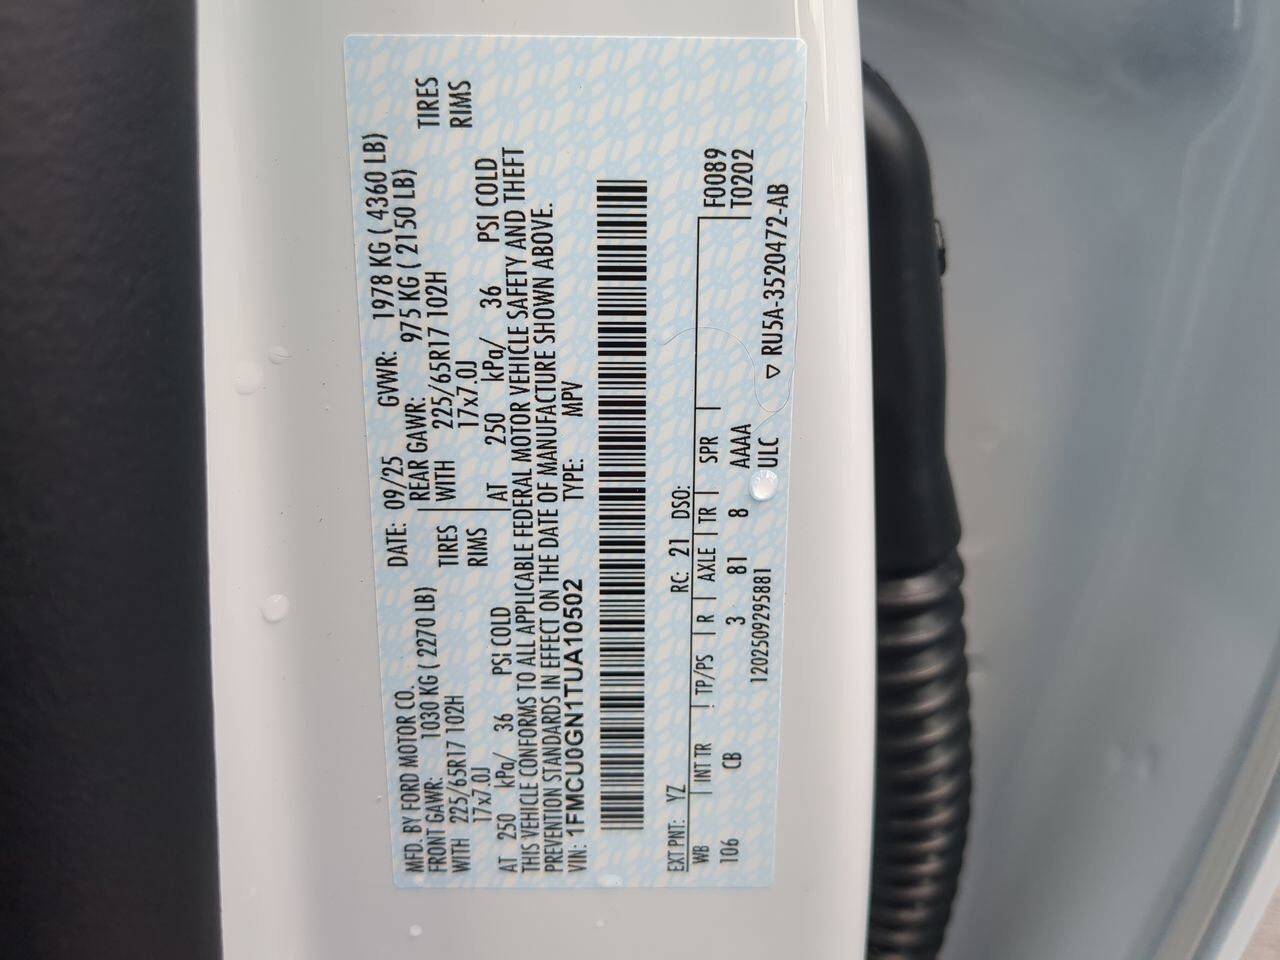 MFD. BY FORD MOTOR CO. DATE: 09/25 GVWR: 1978 KG ( 4360 LB)
FRONT GAWR: 1030 KG ( 2270 LB) REAR GAWR: 975 KG ( 2150 LB)
WITH 225/65R17 102H TIRES WITH 225/65R17 102H TIRES
17x7.0J RIMS 17x7.0J RIMS
AT 250 kPa/ 36 PSI COLD AT 250 kPa/ 36 PSI COLD
THIS VEHICLE CONFORMS TO ALL APPLICABLE FEDERAL MOTOR VEHICLE SAFETY AND THEFT
PREVENTION STANDARDS IN EFFECT ON THE DATE OF MANUFACTURE SHOWN ABOVE.
VIN: 1FMCU0GN1TUA10502 TYPE: MPV
EXT PNT: YZ RC: 21 DSO: F0089
WB | INT TR | TP/PS | R | AXLE | TR | SPR | T0202
106 CB 3 81 8 AAAA
1202509295881 ULC ▽ RU5A-3520472-AB